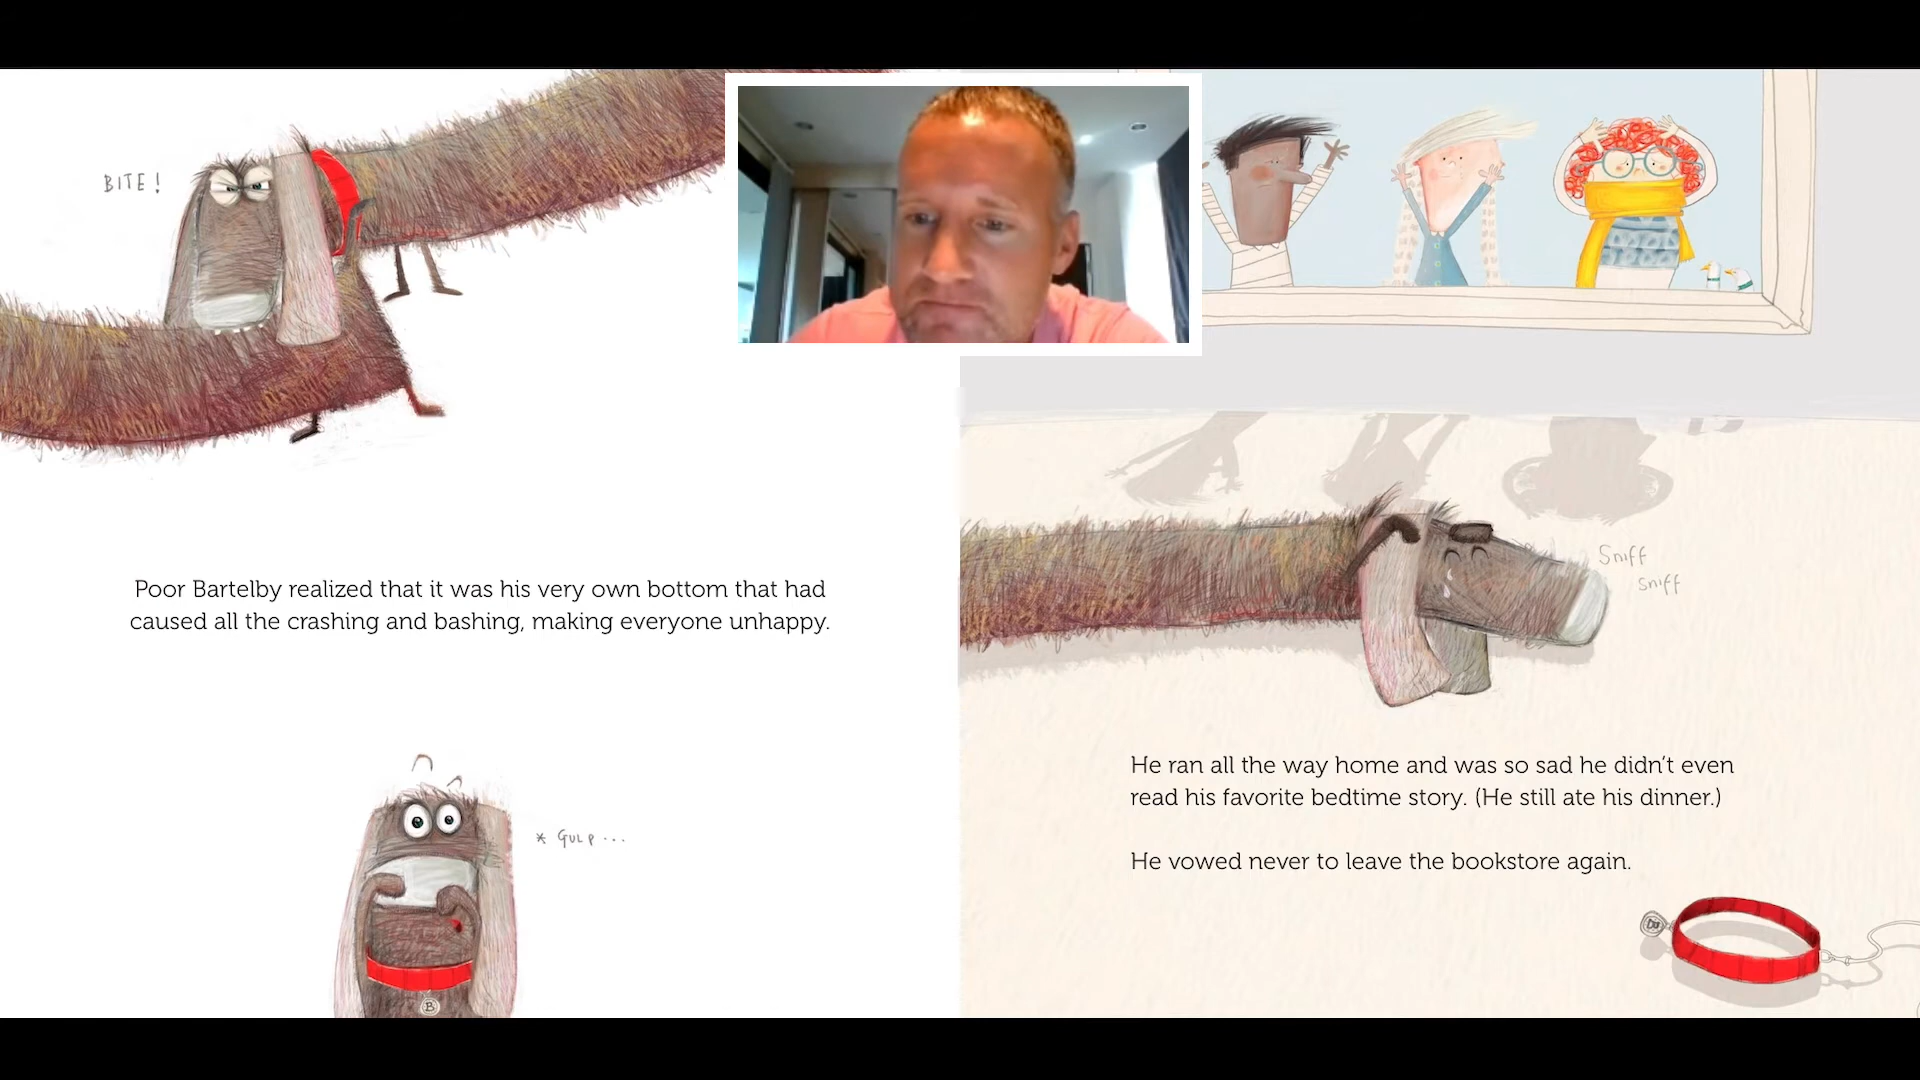 BITE!
Poor Bartelby realized that it was his very own bottom that had
caused all the crashing and bashing, making everyone unhappy.
* GULP...
B
Sniff
sniff
He ran all the way home and was so sad he didn't even
read his favorite bedtime story. (He still ate his dinner.)
He vowed never to leave the bookstore again.